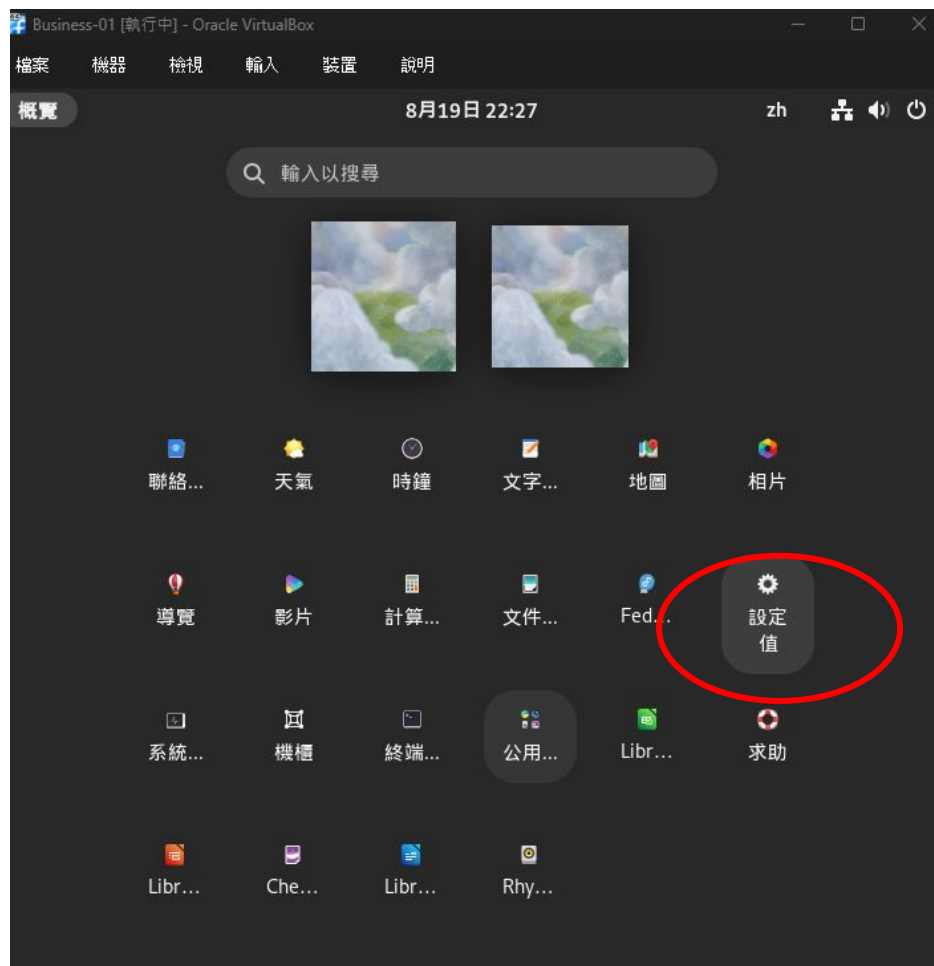 Business-01 [執行中] - Oracle VirtualBox
檔案 機器 檢視 輸入 裝置 說明
概覽 8月19日 22:27 zh
輸入以搜尋
聯絡... 天氣 時鐘 文字... 地圖 相片
導覽 影片 計算... 文件... Fed... 設定
值
系統... 機櫃 終端... 公用... Libr... 求助
Libr... Che... Libr... Rhy...